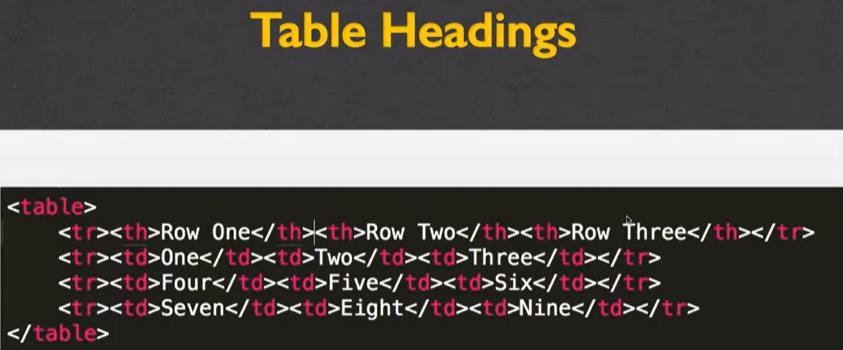 Table Headings
<table>
<tr><th>Row One</th><th>Row Two</th><th>Row Three</th></tr>
<tr><td>One</td><td>Two</td><td>Three</td></tr>
<tr><td>Four</td><td>Five</td><td>Six</td></tr>
<tr><td>Seven</td><td>Eight</td><td>Nine</td></tr>
</table>